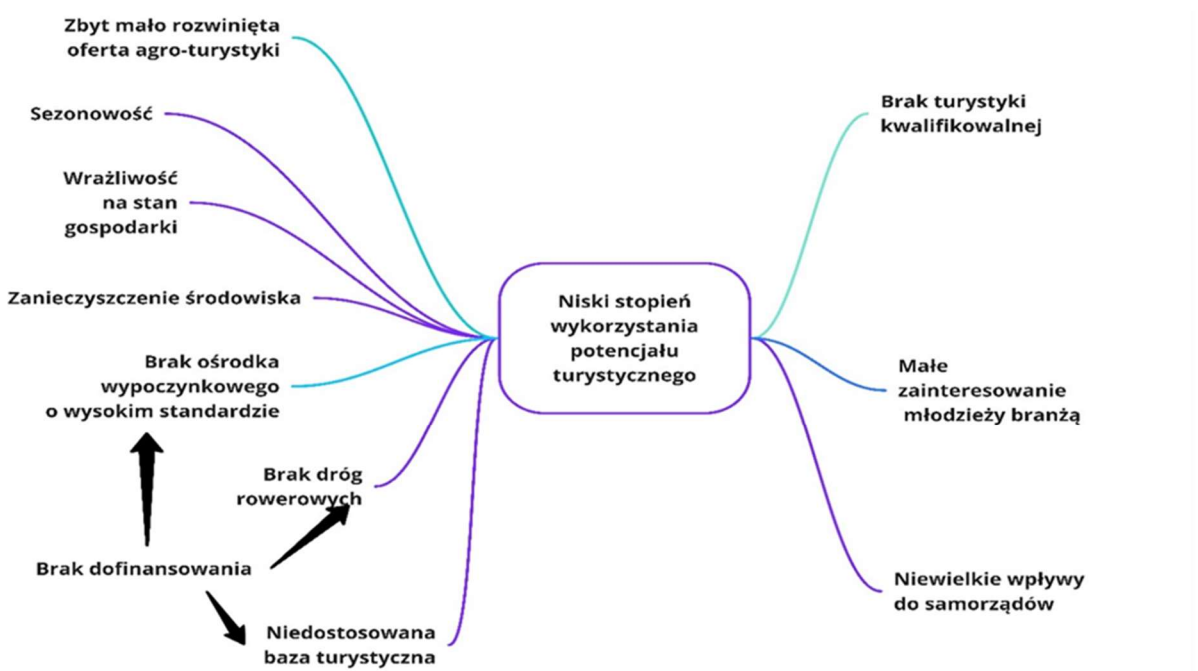 Zbyt mało rozwinięta
oferta agro-turystyki
Sezonowość
Wrażliwość
na stan
gospodarki
Zanieczyszczenie środowiska
Brak ośrodka
wypoczynkowego
o wysokim standardzie
Brak dróg
rowerowych
Brak dofinansowania
Niedostosowana
baza turystyczna
Niski stopień
wykorzystania
potencjału
turystycznego
Brak turystyki
kwalifikowalnej
Małe
zainteresowanie
młodzieży branżą
Niewielkie wpływy
do samorządów